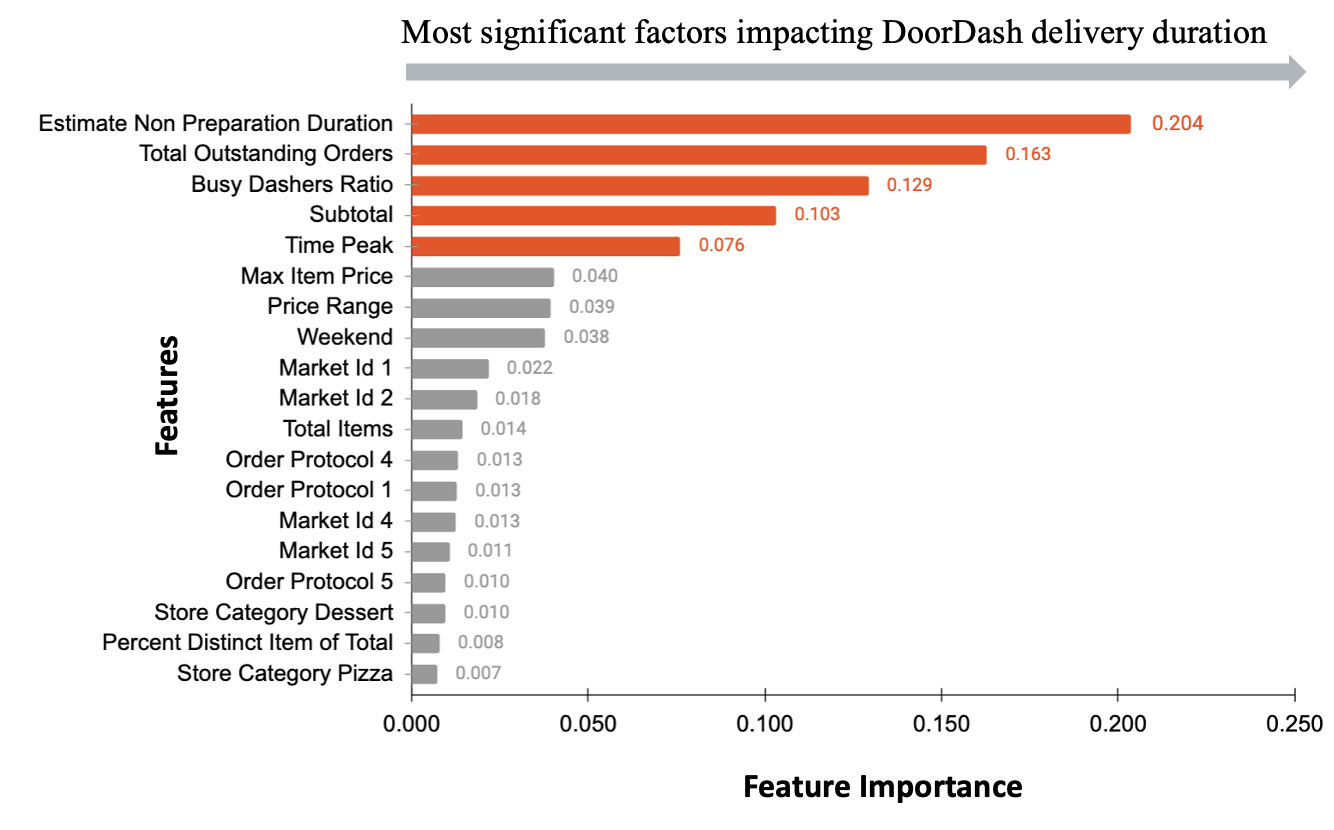 Most significant factors impacting DoorDash delivery duration
Estimate Non Preparation Duration 0.204
Total Outstanding Orders 0.163
Busy Dashers Ratio 0.129
Subtotal 0.103
Time Peak 0.076
Max Item Price 0.040
Price Range 0.039
Weekend 0.038
Market Id 1 0.022
Market Id 2 0.018
Total Items 0.014
Order Protocol 4 0.013
Order Protocol 1 0.013
Market Id 4 0.013
Market Id 5 0.011
Order Protocol 5 0.010
Store Category Dessert 0.010
Percent Distinct Item of Total 0.008
Store Category Pizza 0.007
Features
0.000 0.050 0.100 0.150 0.200 0.250
Feature Importance